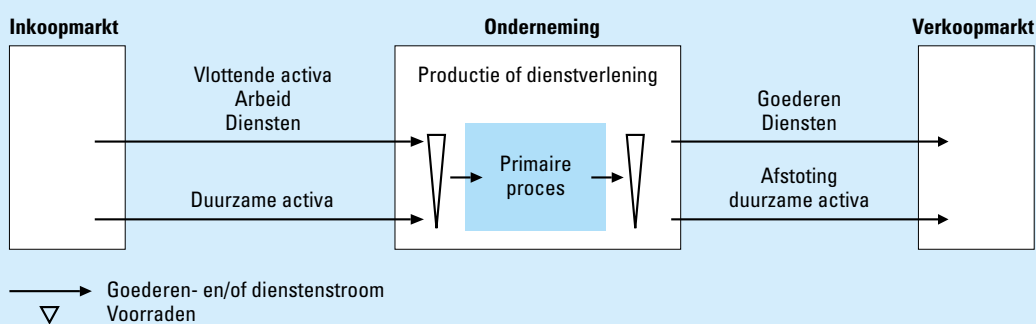 Inkoopmarkt
Onderneming
Verkoopmarkt
Vlottende activa
Arbeid
Diensten
Duurzame activa
Productie of dienstverlening
Primaire
proces
Goederen
Diensten
Afstoting
duurzame activa
Goederen- en/of dienstenstroom
Voorraden